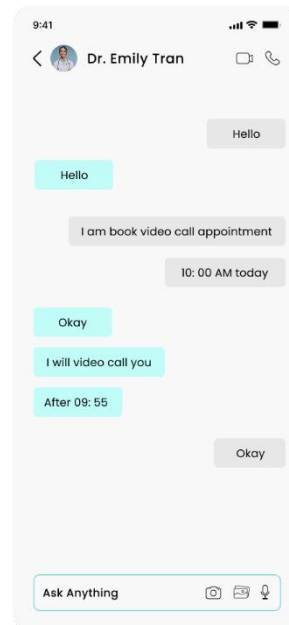 9:41
Dr. Emily Tran
Hello
Hello
I am book video call appointment
10: 00 AM today
Okay
I will video call you
After 09: 55
Okay
Ask Anything